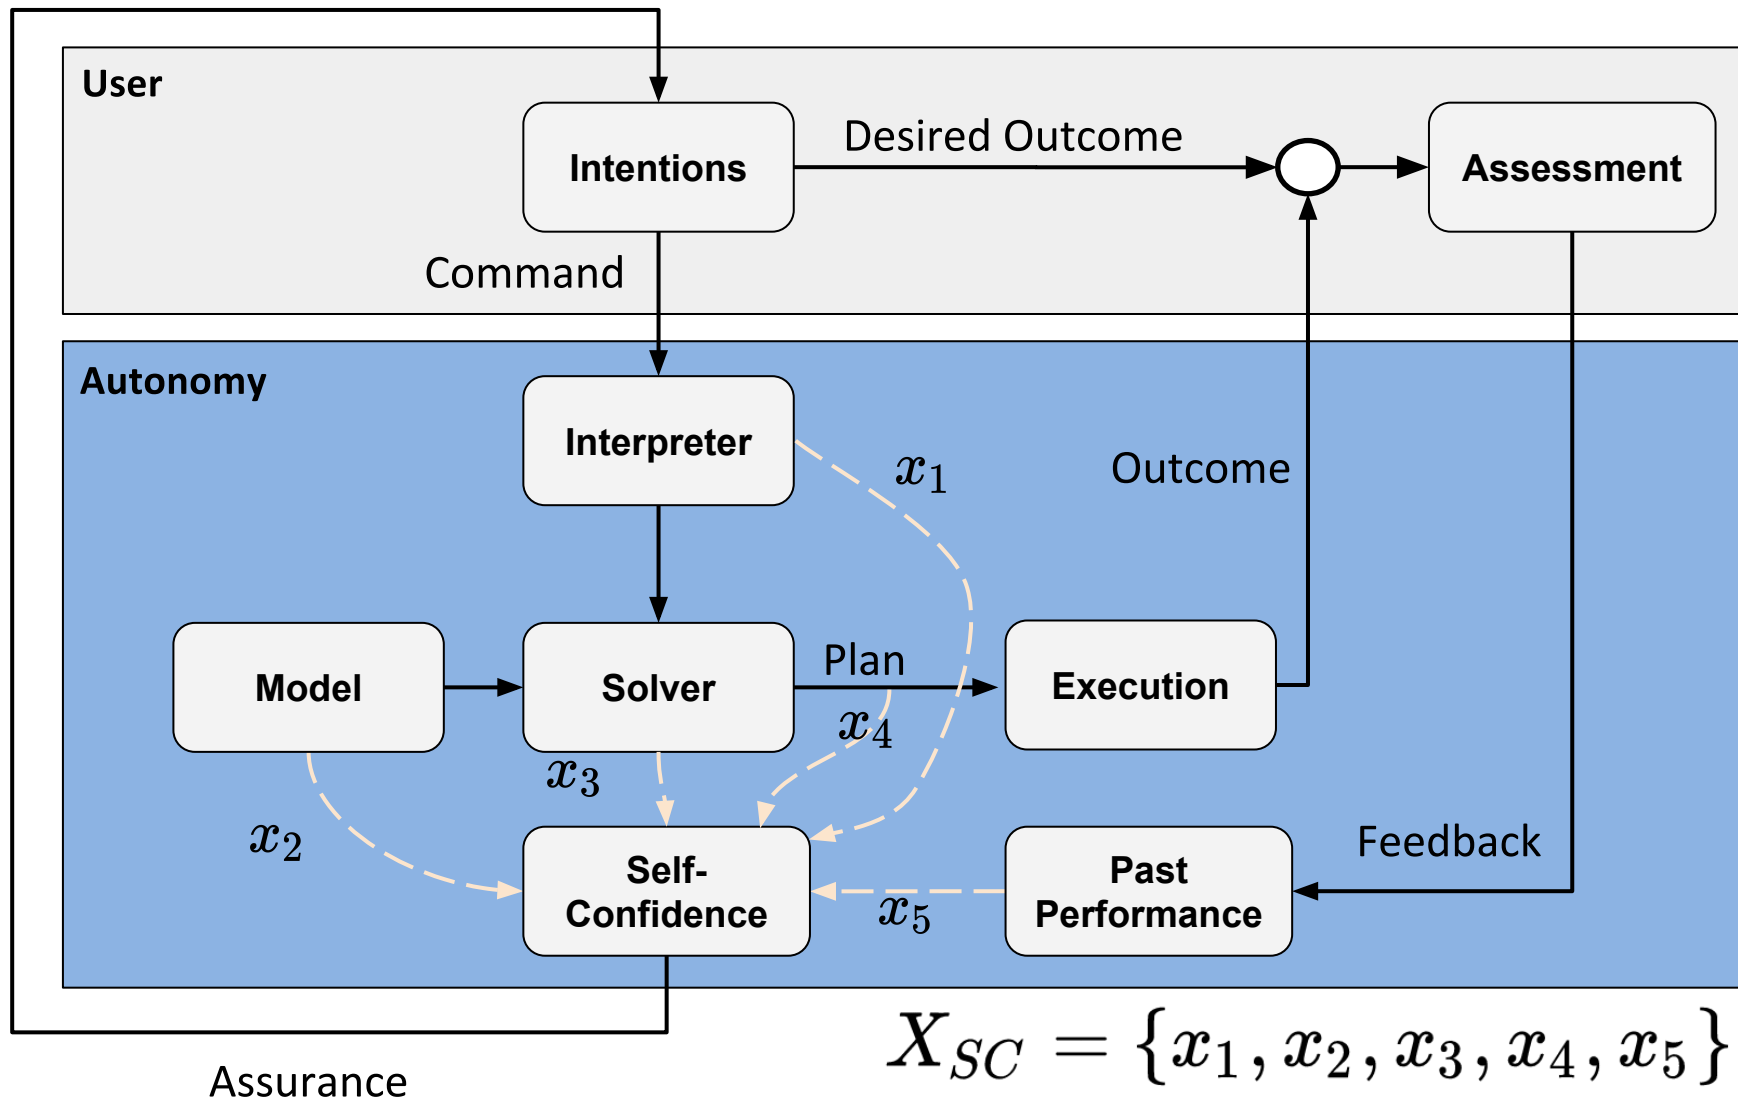 User
Intentions
Desired Outcome
Assessment
Command
Autonomy
Interpreter
x1
Outcome
Model
Solver
Plan
Execution
x4
x3
x2
Self-
Confidence
x5
Past
Performance
Feedback
X_SC = {x1, x2, x3, x4, x5}
Assurance